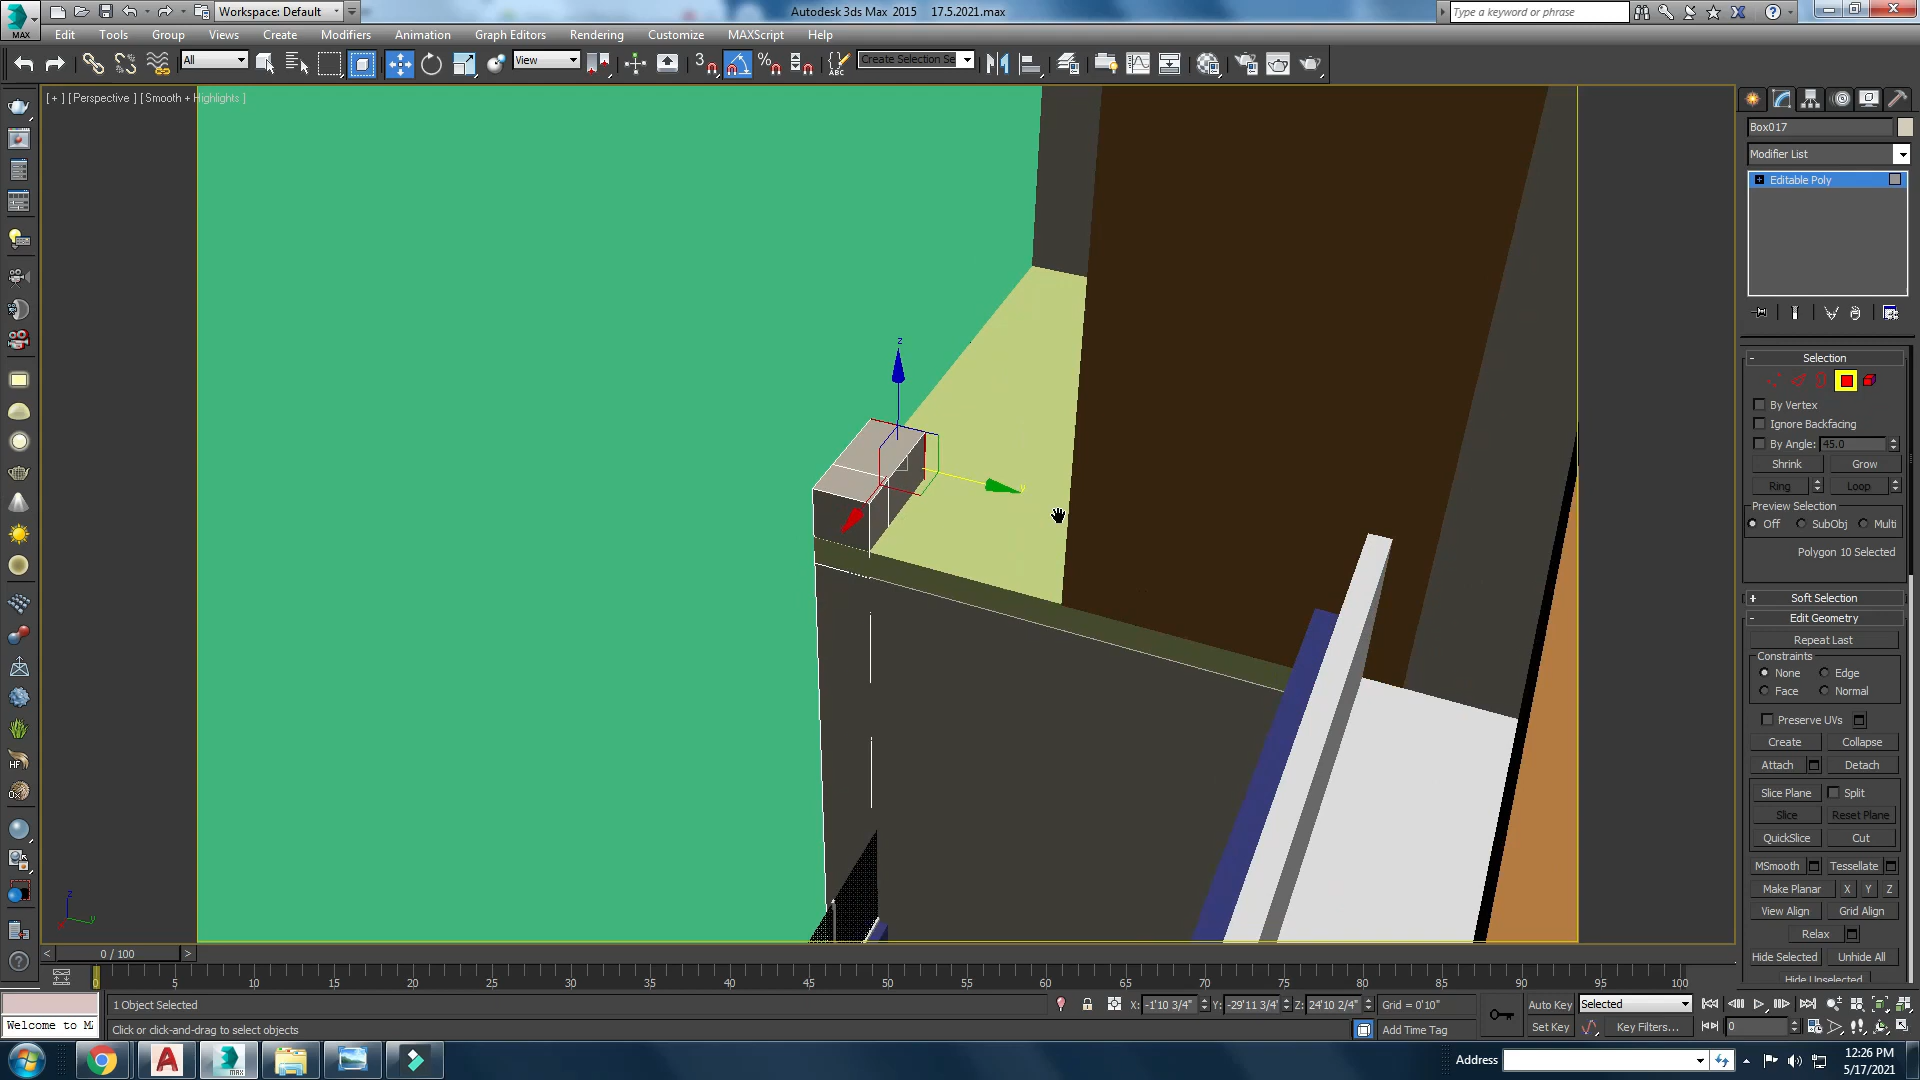 Workspace: Default
Autodesk 3ds Max 2015 17.5.2021.max
Type a keyword or phrase
MAX
Edit Tools Group Views Create Modifiers Animation Graph Editors Rendering Customize MAXScript Help
All
View
3
ABC
Create Selection Se
[ + ] [ Perspective ] [ Smooth + Highlights ]
Box017
Modifier List
Editable Poly
Selection
By Vertex
Ignore Backfacing
By Angle: 45.0
Shrink Grow
Ring Loop
Preview Selection
Off SubObj Multi
Polygon 10 Selected
Soft Selection
Edit Geometry
Repeat Last
Constraints
None Edge
Face Normal
Preserve UVs
Create Collapse
Attach Detach
Slice Plane Split
Slice Reset Plane
QuickSlice Cut
MSmooth Tessellate
Make Planar X Y Z
View Align Grid Align
Relax
Hide Selected Unhide All
Hide Unselected
z
y
HF
z
y
x
< 0 / 100 >
0 5 10 15 20 25 30 35 40 45 50 55 60 65 70 75 80 85 90 95 100
1 Object Selected
X: -1'10 3/4" Y: -29'11 3/4' Z: 24'10 2/4" Grid = 0'10"
Auto Key Selected
Welcome to M
Click or click-and-drag to select objects
Add Time Tag
Set Key Key Filters... 0
Address
12:26 PM
5/17/2021